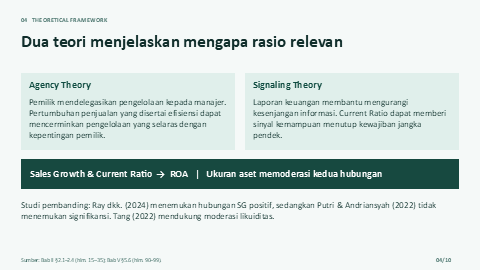 04 THEORETICAL FRAMEWORK
Dua teori menjelaskan mengapa rasio relevan
Agency Theory
Pemilik mendelegasikan pengelolaan kepada manajer.
Pertumbuhan penjualan yang disertai efisiensi dapat
mencerminkan pengelolaan yang selaras dengan
kepentingan pemilik.
Signaling Theory
Laporan keuangan membantu mengurangi
kesenjangan informasi. Current Ratio dapat memberi
sinyal kemampuan menutup kewajiban jangka
pendek.
Sales Growth & Current Ratio → ROA | Ukuran aset memoderasi kedua hubungan
Studi pembanding: Ray dkk. (2024) menemukan hubungan SG positif, sedangkan Putri & Andriansyah (2022) tidak
menemukan signifikansi. Tang (2022) mendukung moderasi likuiditas.
Sumber: Bab II §2.1–2.4 (hlm. 15–35); Bab V §5.6 (hlm. 90–99).
04/10